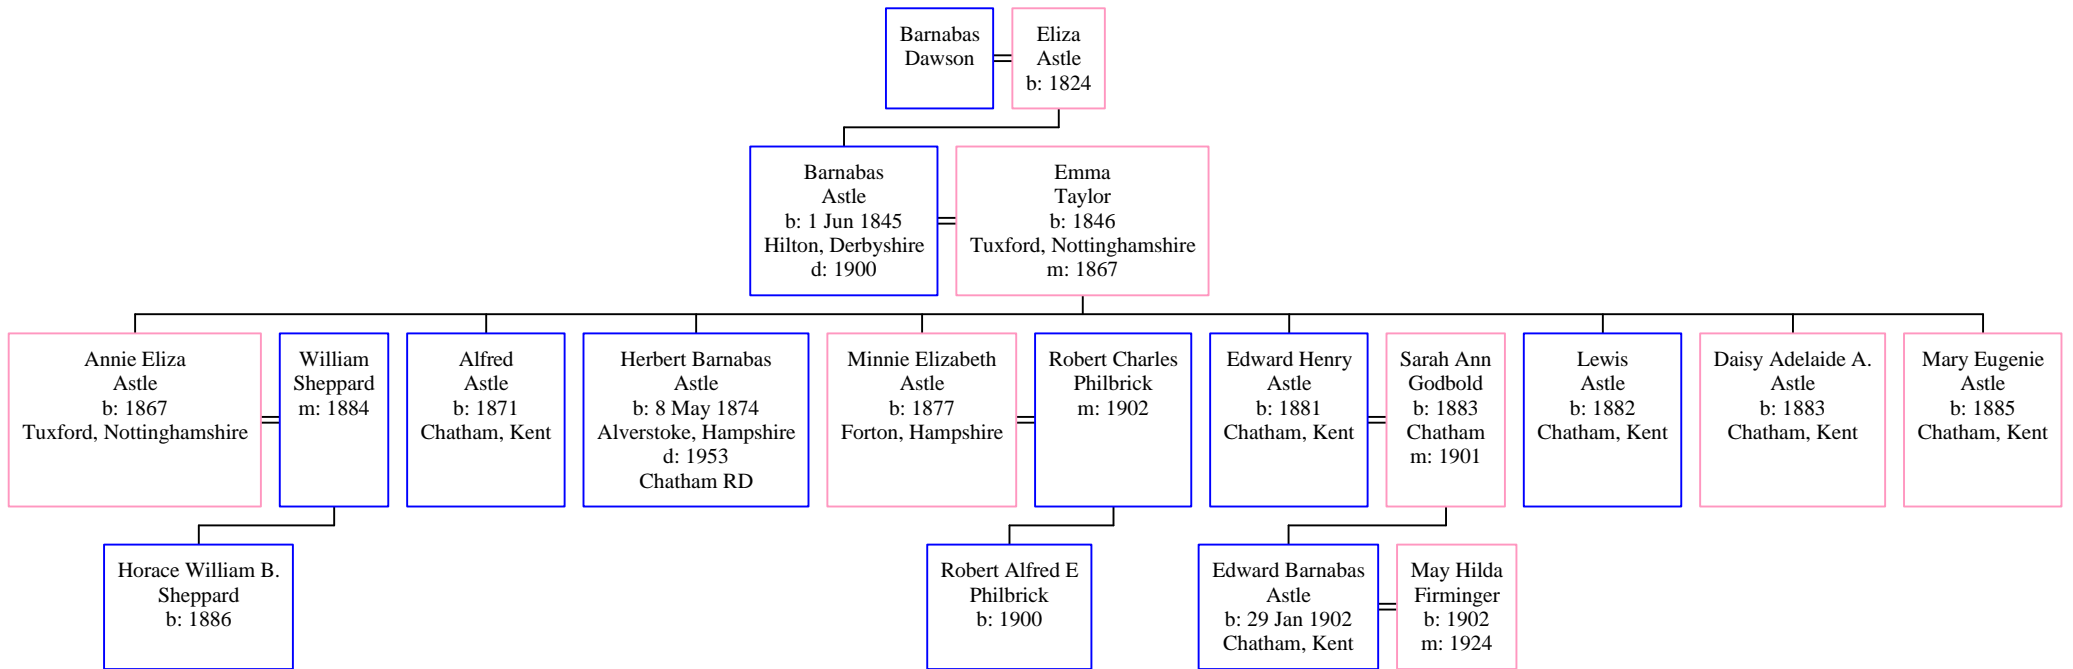 Barnabas
Dawson
Eliza
Astle
b: 1824
Barnabas
Astle
b: 1 Jun 1845
Hilton, Derbyshire
d: 1900
Emma
Taylor
b: 1846
Tuxford, Nottinghamshire
m: 1867
Annie Eliza
Astle
b: 1867
Tuxford, Nottinghamshire
William
Sheppard
m: 1884
Alfred
Astle
b: 1871
Chatham, Kent
Herbert Barnabas
Astle
b: 8 May 1874
Alverstoke, Hampshire
d: 1953
Chatham RD
Minnie Elizabeth
Astle
b: 1877
Forton, Hampshire
Robert Charles
Philbrick
m: 1902
Edward Henry
Astle
b: 1881
Chatham, Kent
Sarah Ann
Godbold
b: 1883
Chatham
m: 1901
Lewis
Astle
b: 1882
Chatham, Kent
Daisy Adelaide A.
Astle
b: 1883
Chatham, Kent
Mary Eugenie
Astle
b: 1885
Chatham, Kent
Horace William B.
Sheppard
b: 1886
Robert Alfred E
Philbrick
b: 1900
Edward Barnabas
Astle
b: 29 Jan 1902
Chatham, Kent
May Hilda
Firminger
b: 1902
m: 1924